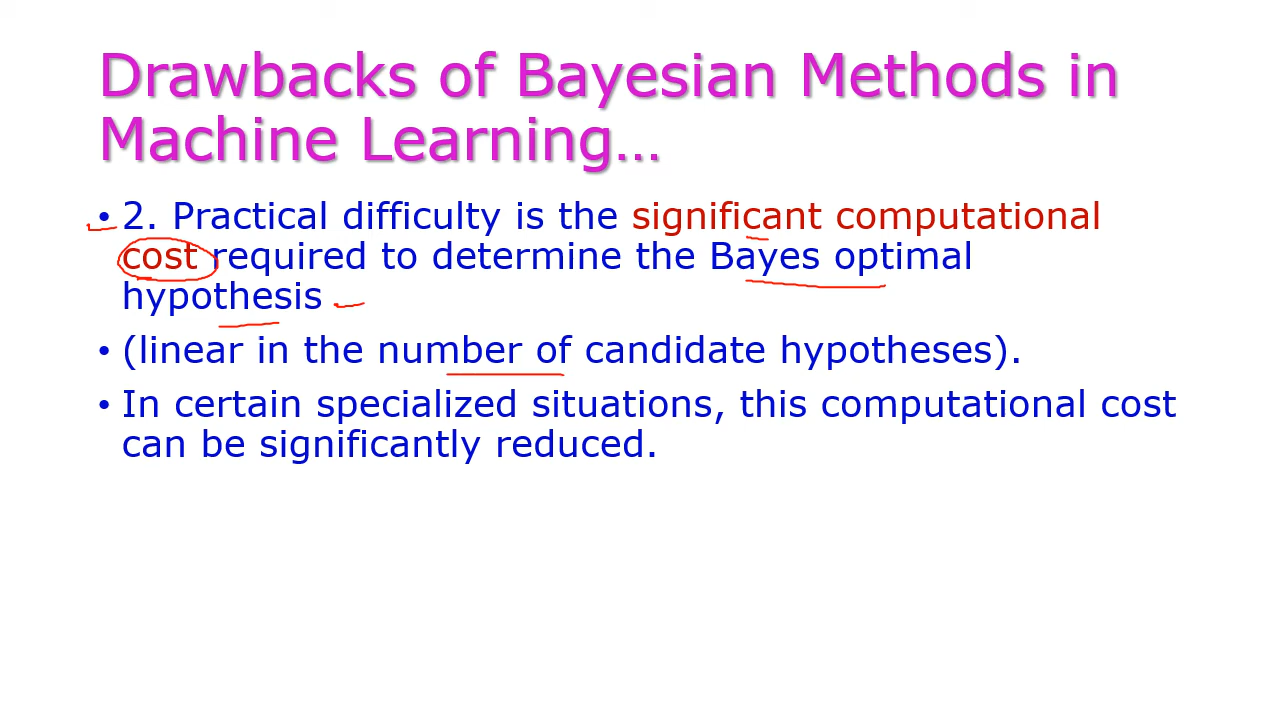 Drawbacks of Bayesian Methods in
Machine Learning…
• 2. Practical difficulty is the significant computational
cost required to determine the Bayes optimal
hypothesis
• (linear in the number of candidate hypotheses).
• In certain specialized situations, this computational cost
can be significantly reduced.